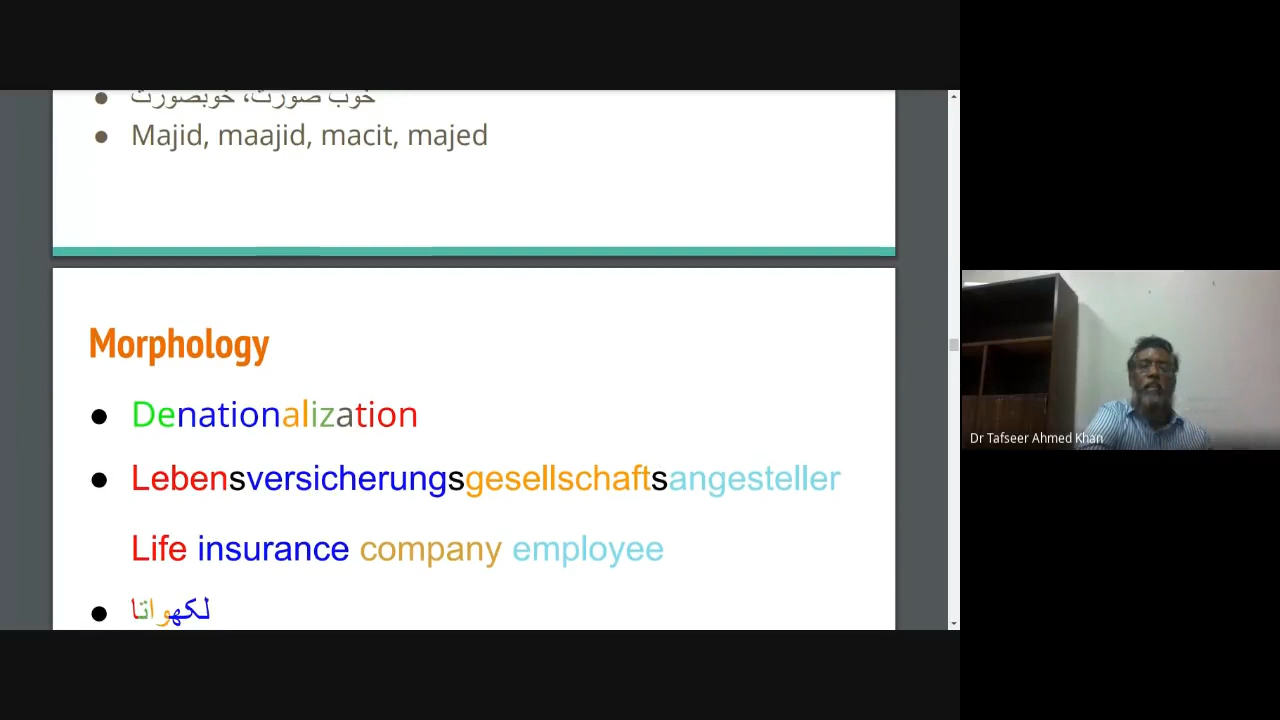 خوب صورت، خوبصورت
Majid, maajid, macit, majed
Morphology
Denationalization
Lebensversicherungsgesellschaftsangesteller
Life insurance company employee
لکھواتا
Dr Tafseer Ahmed Khan